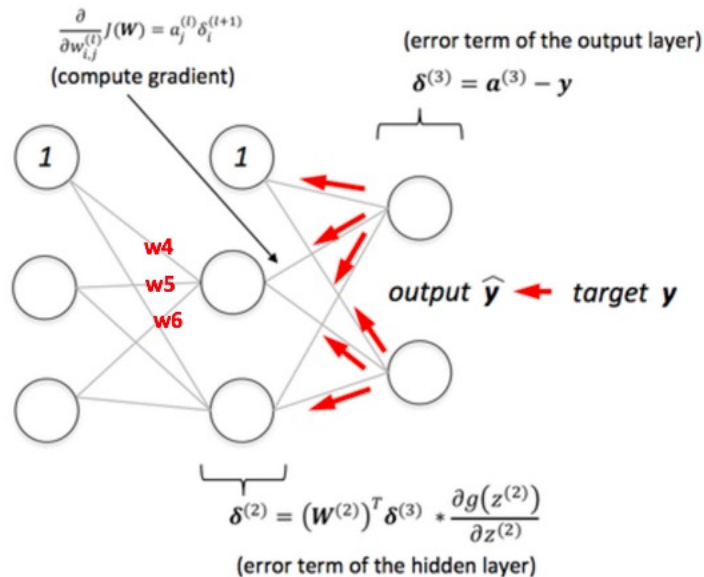 ∂/∂w_{i,j}^{(l)} J(W) = a_j^{(l)} δ_i^{(l+1)}
(compute gradient)
(error term of the output layer)
δ^{(3)} = a^{(3)} − y
1
1
w4
w5
w6
output ŷ
target y
δ^{(2)} = (W^{(2)})^T δ^{(3)} * ∂g(z^{(2)})/∂z^{(2)}
(error term of the hidden layer)